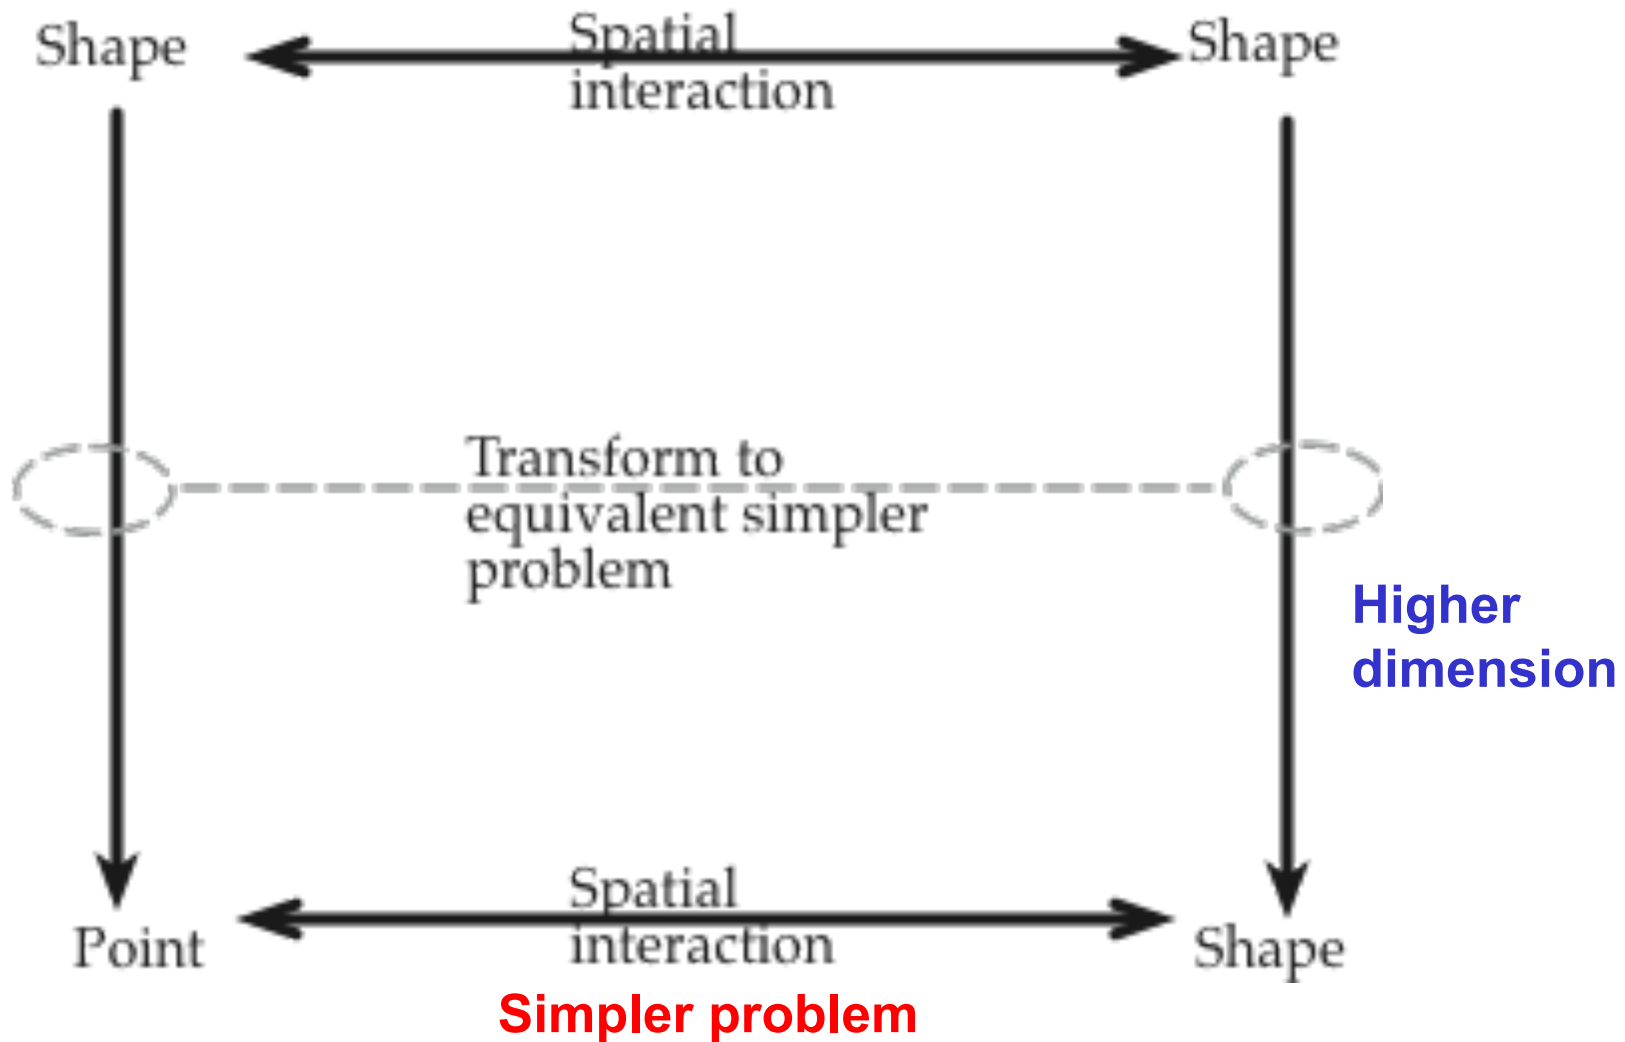 Shape
Spatial
interaction
Shape
Transform to
equivalent simpler
problem
Higher
dimension
Point
Spatial
interaction
Shape
Simpler problem